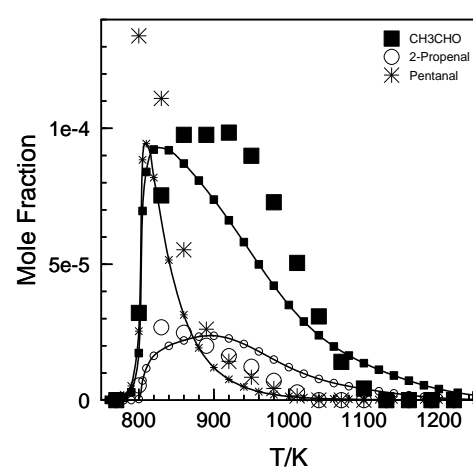 CH3CHO
2-Propenal
Pentanal
1e-4
5e-5
0
Mole Fraction
800 900 1000 1100 1200
T/K